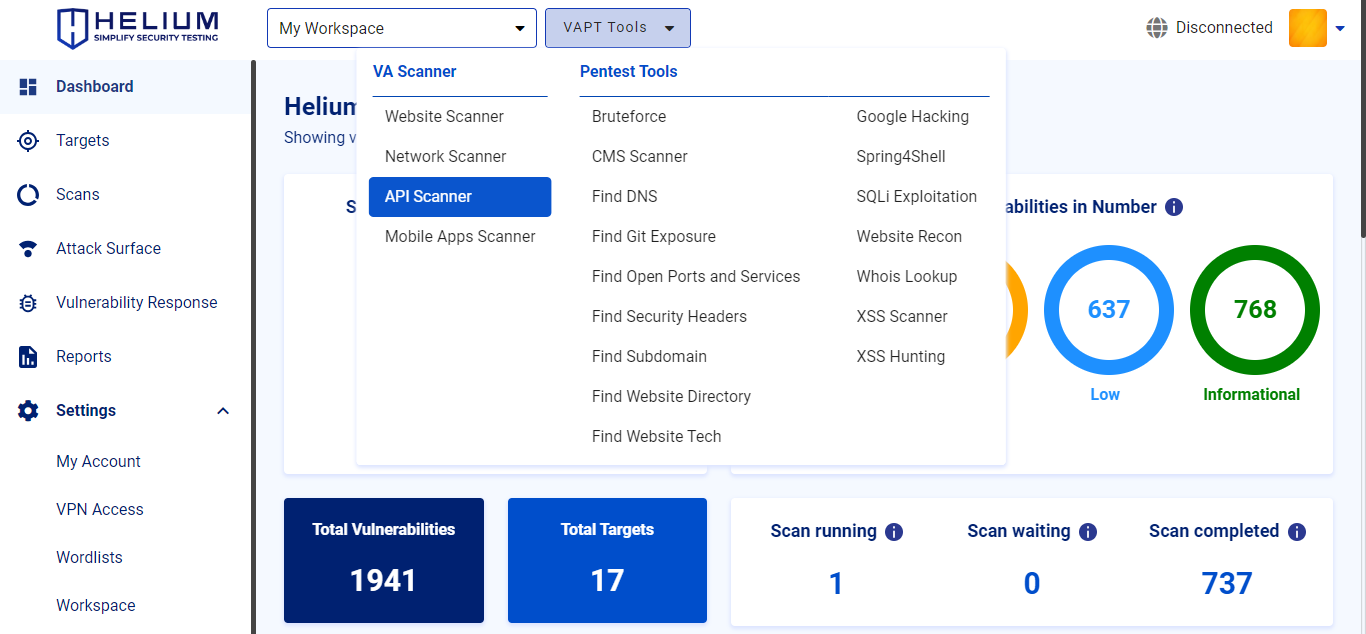 HELIUM
SIMPLIFY SECURITY TESTING
My Workspace
VAPT Tools
Disconnected
Dashboard
Targets
Scans
Attack Surface
Vulnerability Response
Reports
Settings
My Account
VPN Access
Wordlists
Workspace
VA Scanner
Website Scanner
Network Scanner
API Scanner
Mobile Apps Scanner
Pentest Tools
Bruteforce
CMS Scanner
Find DNS
Find Git Exposure
Find Open Ports and Services
Find Security Headers
Find Subdomain
Find Website Directory
Find Website Tech
Google Hacking
Spring4Shell
SQLi Exploitation
Website Recon
Whois Lookup
XSS Scanner
XSS Hunting
Helium
Showing v
S
abilities in Number
637
Low
768
Informational
Total Vulnerabilities
1941
Total Targets
17
Scan running
1
Scan waiting
0
Scan completed
737